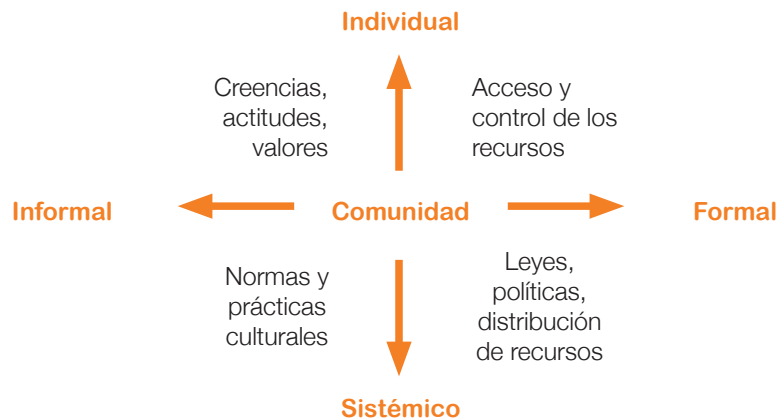 Individual
Creencias,
actitudes,
valores
Acceso y
control de los
recursos
Informal
Comunidad
Formal
Normas y
prácticas
culturales
Leyes,
políticas,
distribución
de recursos
Sistémico